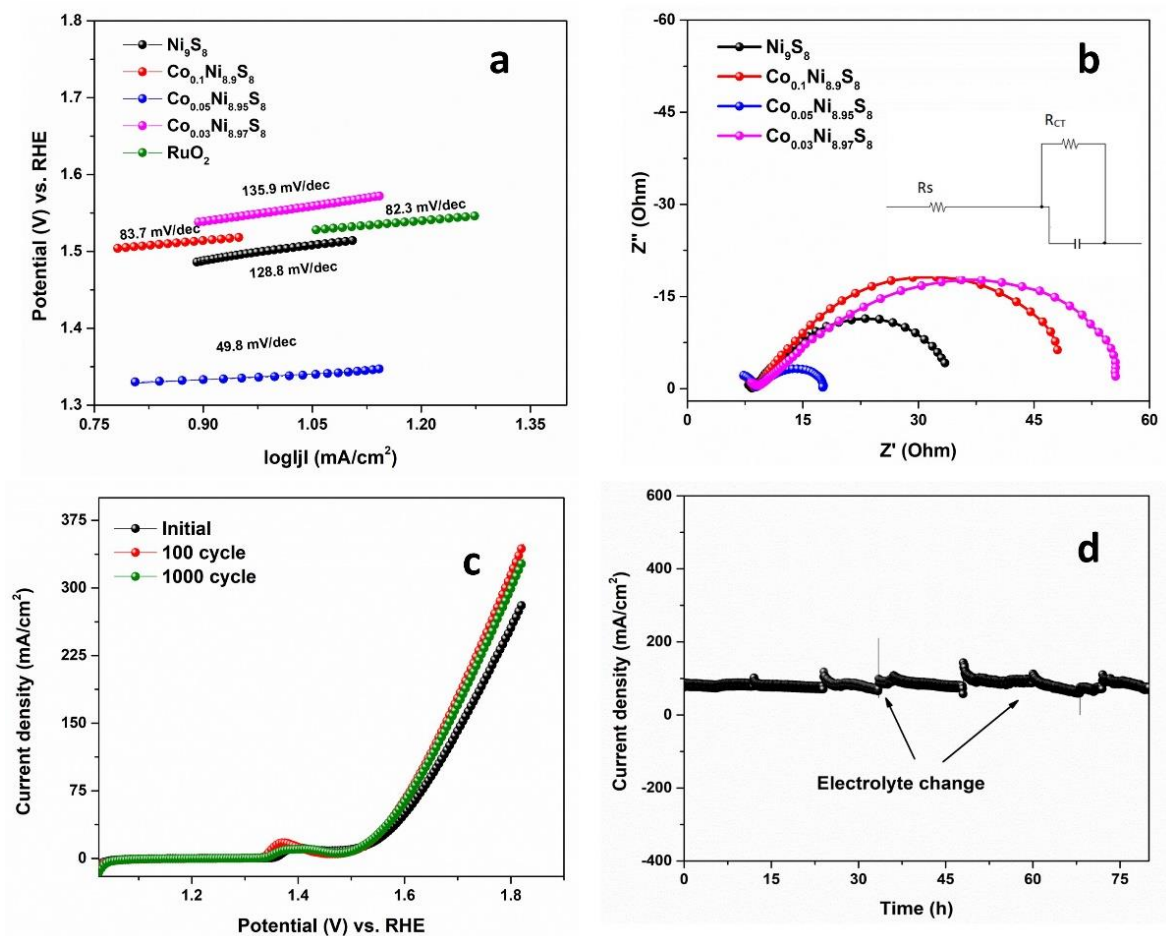 a
Ni₉S₈
Co₀.₁Ni₈.₉S₈
Co₀.₀₅Ni₈.₉₅S₈
Co₀.₀₃Ni₈.₉₇S₈
RuO₂
1.8
1.7
1.6
1.5
1.4
1.3
135.9 mV/dec
83.7 mV/dec
82.3 mV/dec
128.8 mV/dec
49.8 mV/dec
0.75 0.90 1.05 1.20 1.35
Potential (V) vs. RHE
logIjI (mA/cm²)
b
Ni₉S₈
Co₀.₁Ni₈.₉S₈
Co₀.₀₅Ni₈.₉₅S₈
Co₀.₀₃Ni₈.₉₇S₈
R_CT
Rs
-60
-45
-30
-15
0
0 15 30 45 60
Z'' (Ohm)
Z' (Ohm)
c
Initial
100 cycle
1000 cycle
375
300
225
150
75
0
1.2 1.4 1.6 1.8
Current density (mA/cm²)
Potential (V) vs. RHE
d
600
400
200
0
-200
-400
Electrolyte change
0 15 30 45 60 75
Current density (mA/cm²)
Time (h)